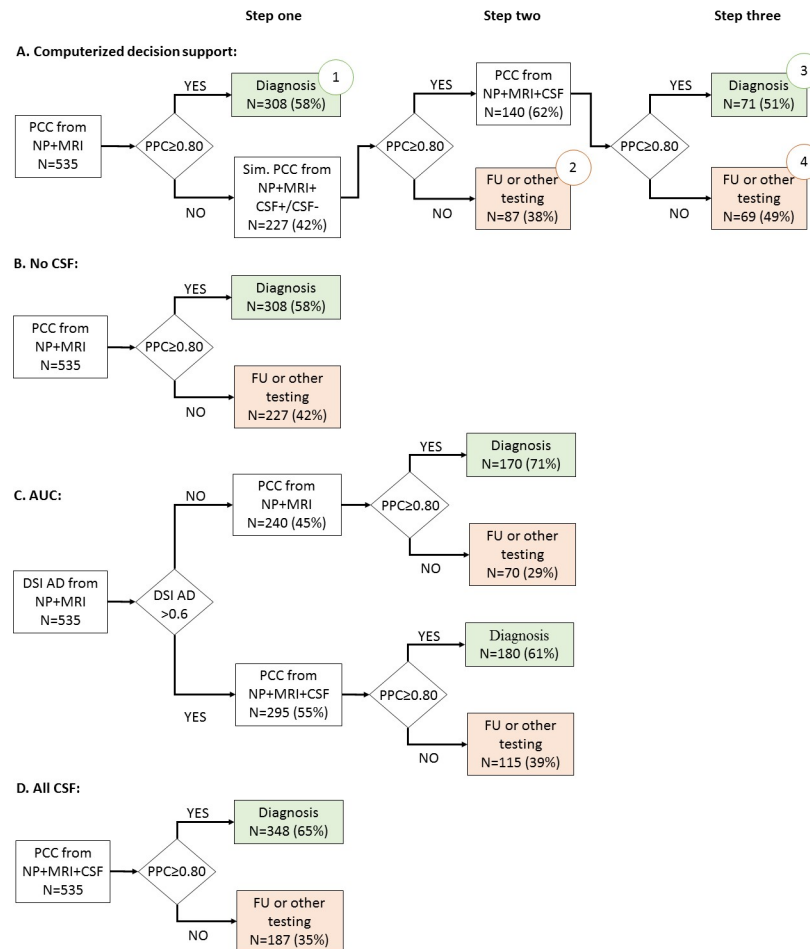 Step one
Step two
Step three
A. Computerized decision support:
PCC from
NP+MRI
N=535
PPC≥0.80
YES
Diagnosis
N=308 (58%)
1
NO
Sim. PCC from
NP+MRI+
CSF+/CSF-
N=227 (42%)
PPC≥0.80
YES
PCC from
NP+MRI+CSF
N=140 (62%)
NO
FU or other
testing
N=87 (38%)
2
PPC≥0.80
YES
Diagnosis
N=71 (51%)
3
NO
FU or other
testing
N=69 (49%)
4
B. No CSF:
PCC from
NP+MRI
N=535
PPC≥0.80
YES
Diagnosis
N=308 (58%)
NO
FU or other
testing
N=227 (42%)
C. AUC:
DSI AD from
NP+MRI
N=535
DSI AD
>0.6
NO
PCC from
NP+MRI
N=240 (45%)
PPC≥0.80
YES
Diagnosis
N=170 (71%)
NO
FU or other
testing
N=70 (29%)
YES
PCC from
NP+MRI+CSF
N=295 (55%)
PPC≥0.80
YES
Diagnosis
N=180 (61%)
NO
FU or other
testing
N=115 (39%)
D. All CSF:
PCC from
NP+MRI+CSF
N=535
PPC≥0.80
YES
Diagnosis
N=348 (65%)
NO
FU or other
testing
N=187 (35%)